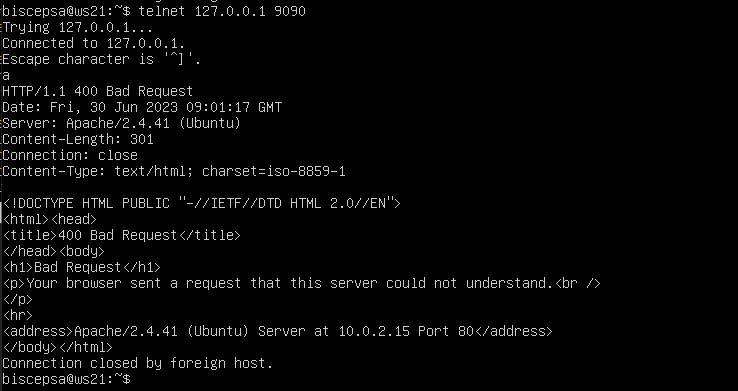 biscepsa@ws21:~$ telnet 127.0.0.1 9090
Trying 127.0.0.1...
Connected to 127.0.0.1.
Escape character is '^]'.
a
HTTP/1.1 400 Bad Request
Date: Fri, 30 Jun 2023 09:01:17 GMT
Server: Apache/2.4.41 (Ubuntu)
Content-Length: 301
Connection: close
Content-Type: text/html; charset=iso-8859-1

<!DOCTYPE HTML PUBLIC "-//IETF//DTD HTML 2.0//EN">
<html><head>
<title>400 Bad Request</title>
</head><body>
<h1>Bad Request</h1>
<p>Your browser sent a request that this server could not understand.<br />
</p>
<hr>
<address>Apache/2.4.41 (Ubuntu) Server at 10.0.2.15 Port 80</address>
</body></html>
Connection closed by foreign host.
biscepsa@ws21:~$